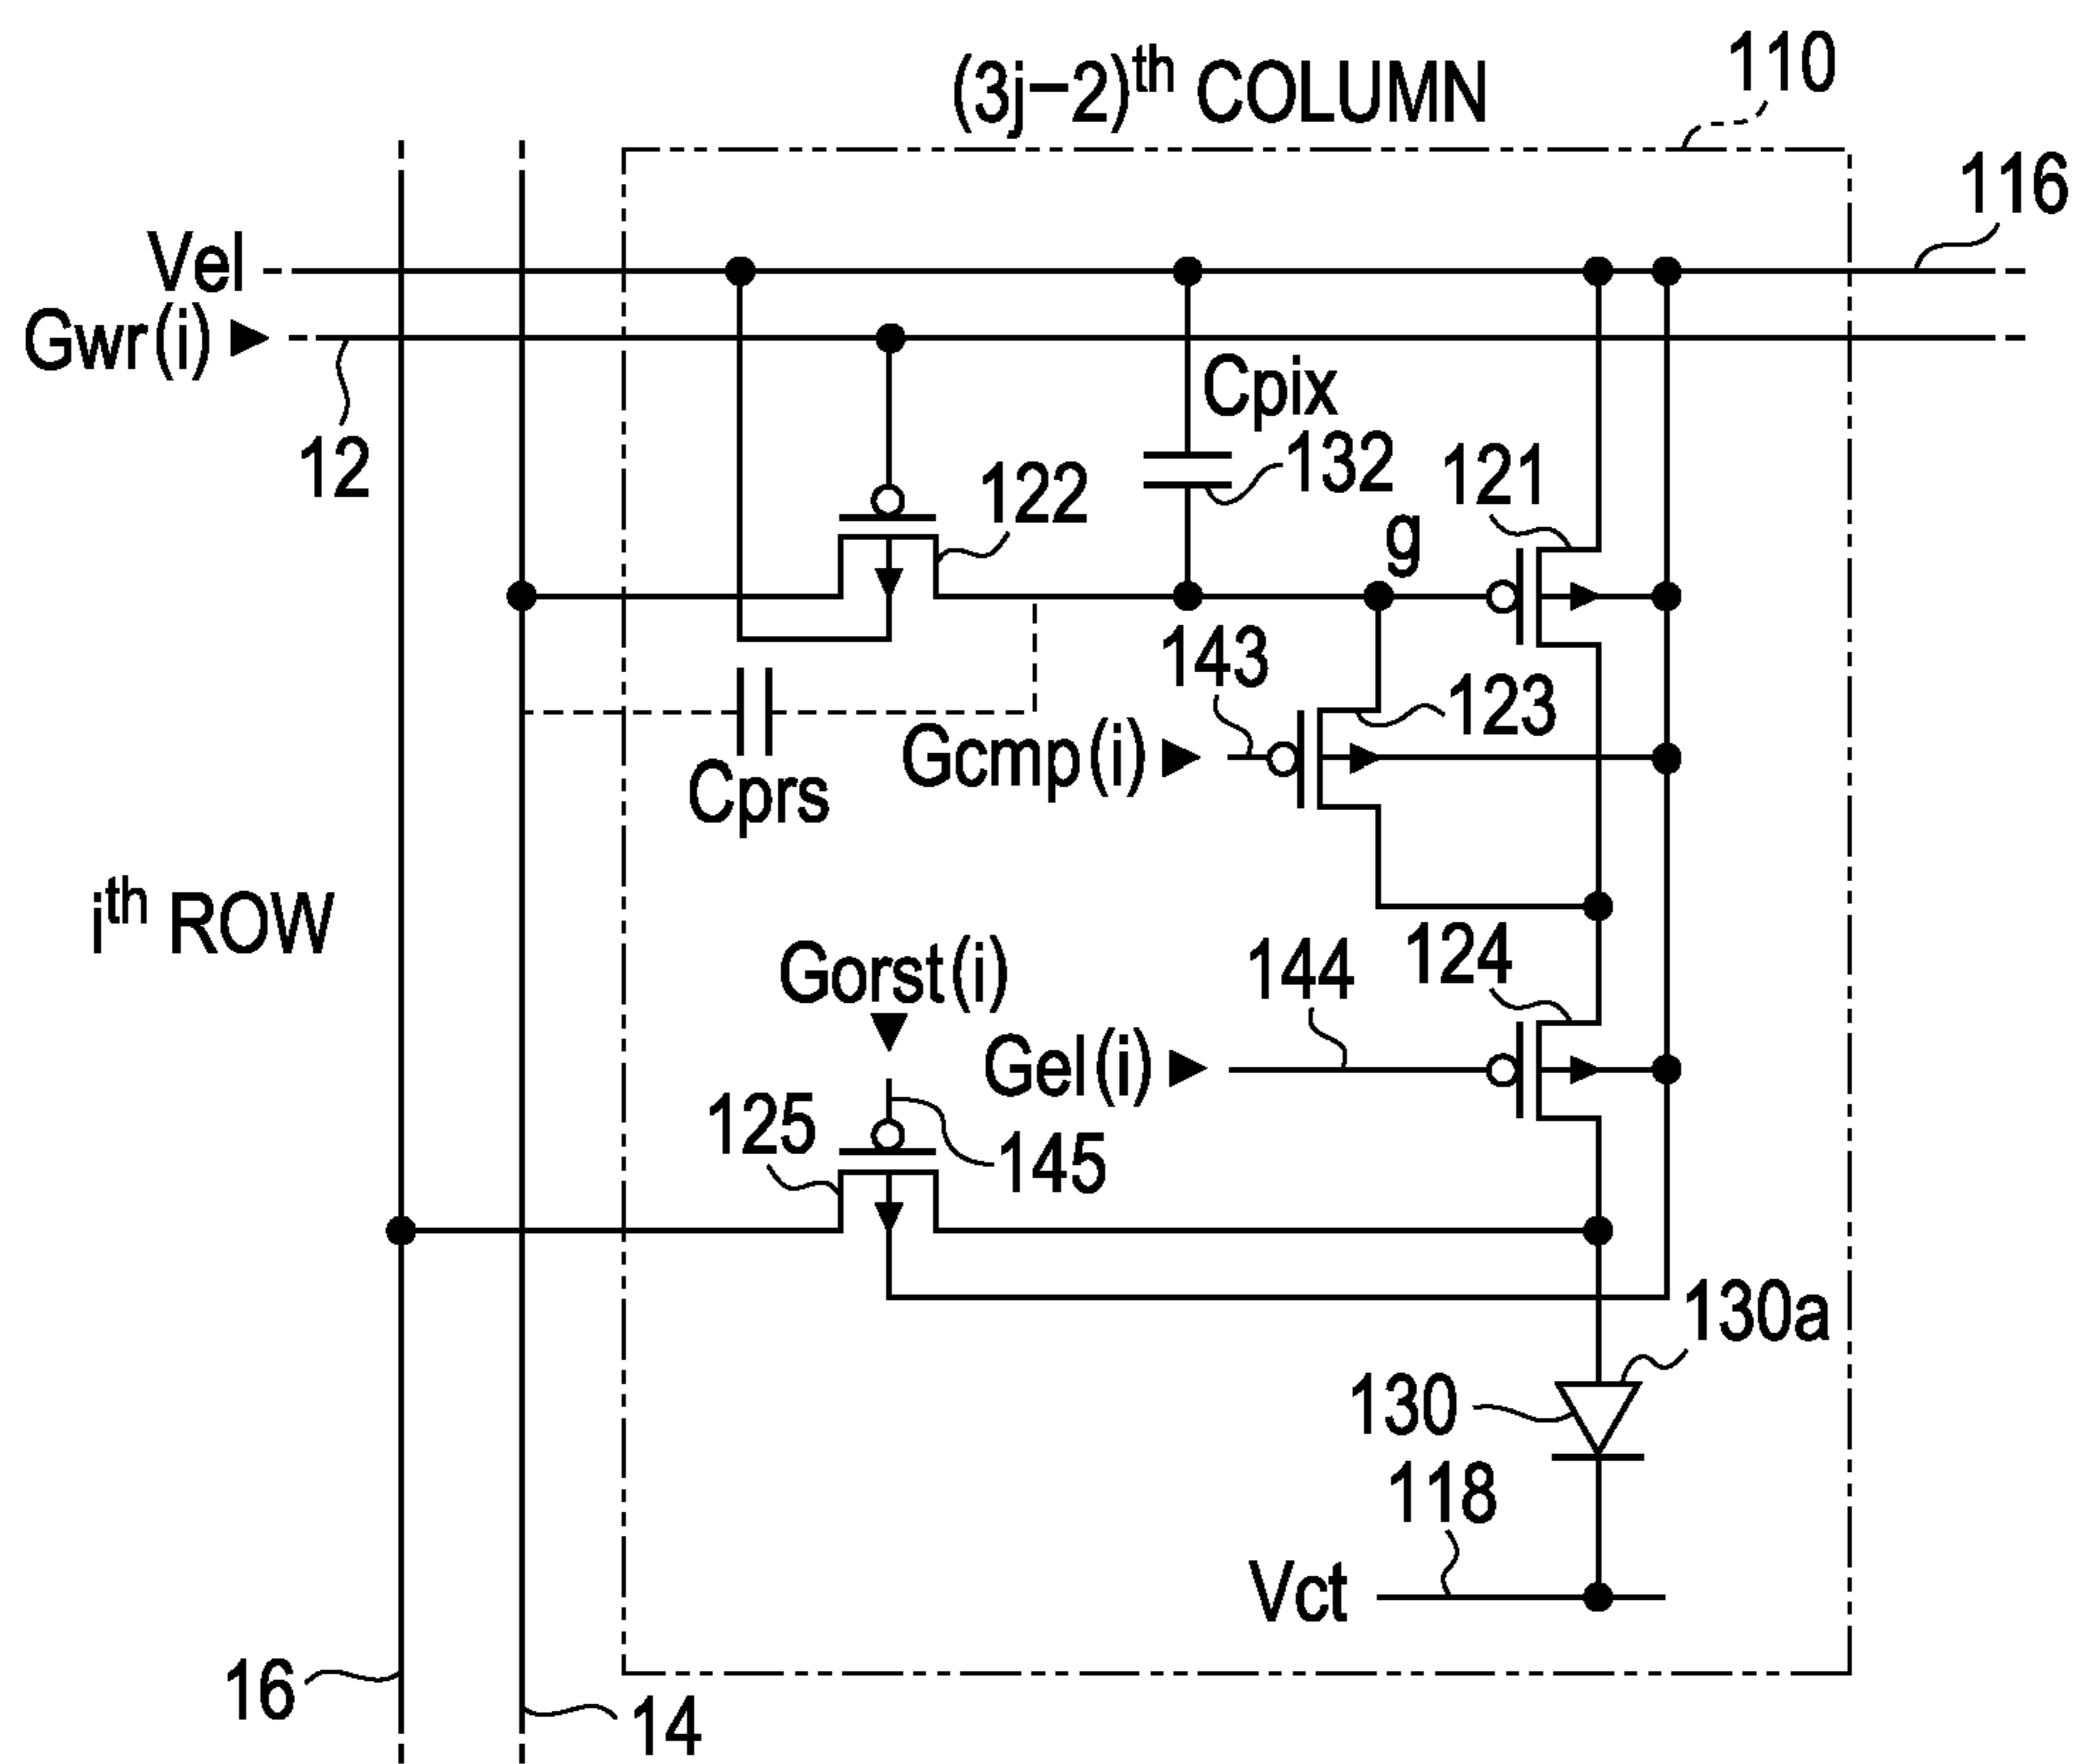 (3j−2)th COLUMN
110
116
Vel
Gwr(i)
12
Cpix
132
122
121
g
143
123
Gcmp(i)
Cprs
ith ROW
124
Gorst(i)
144
Gel(i)
125
145
130a
130
118
Vct
16
14